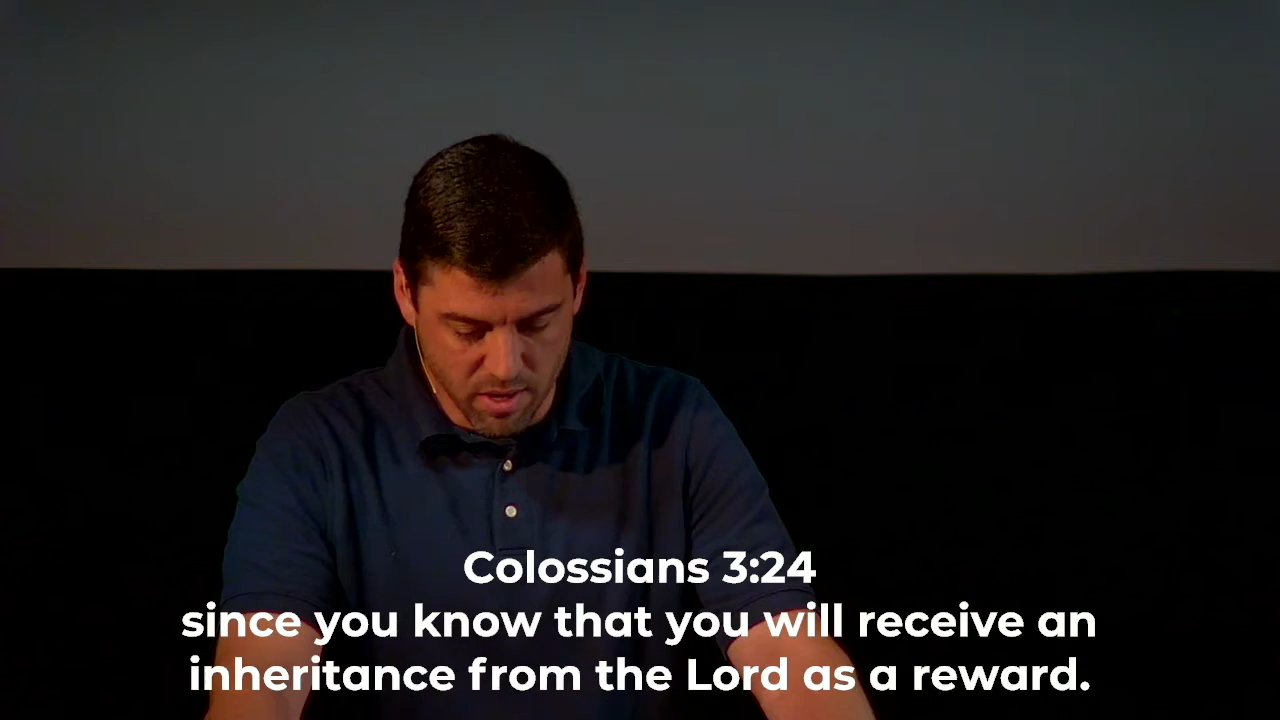 Colossians 3:24
since you know that you will receive an
inheritance from the Lord as a reward.